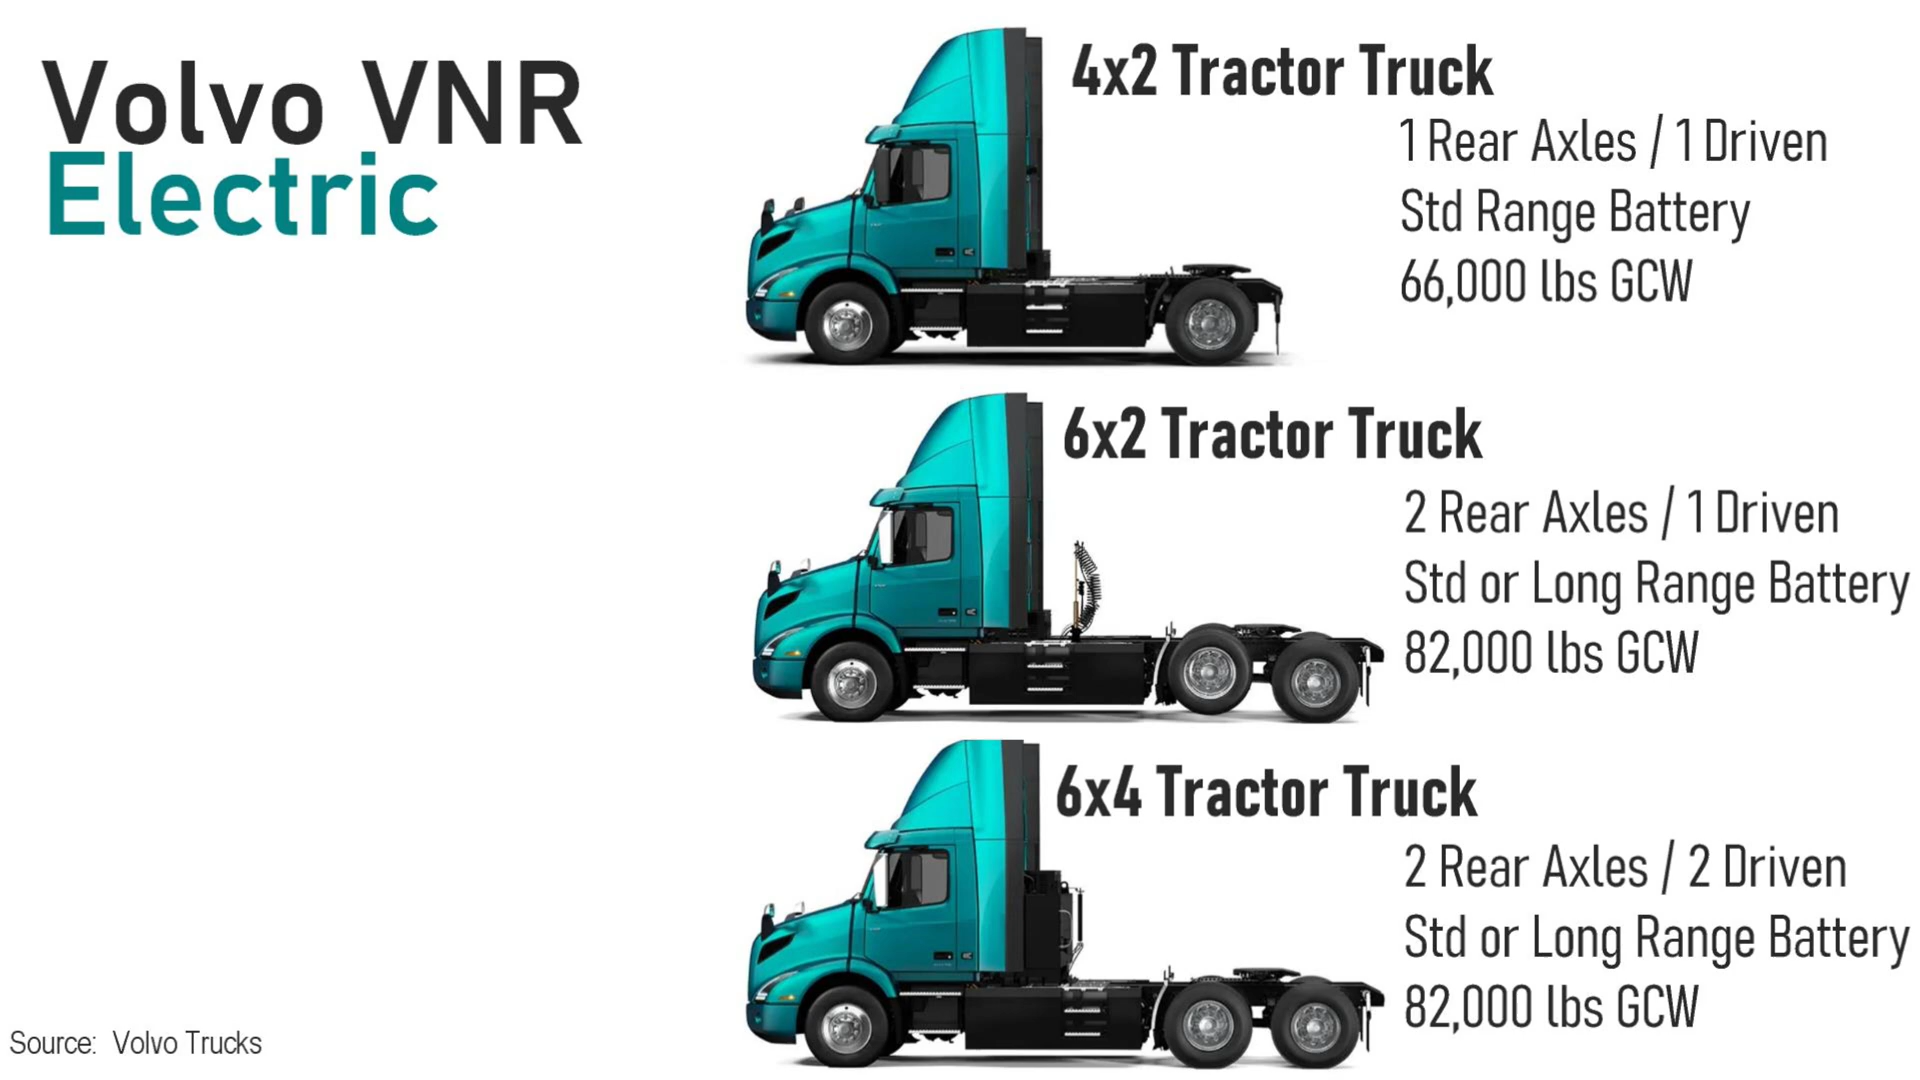 Volvo VNR
Electric
4x2 Tractor Truck
1 Rear Axles / 1 Driven
Std Range Battery
66,000 lbs GCW
6x2 Tractor Truck
2 Rear Axles / 1 Driven
Std or Long Range Battery
82,000 lbs GCW
6x4 Tractor Truck
2 Rear Axles / 2 Driven
Std or Long Range Battery
82,000 lbs GCW
Source: Volvo Trucks